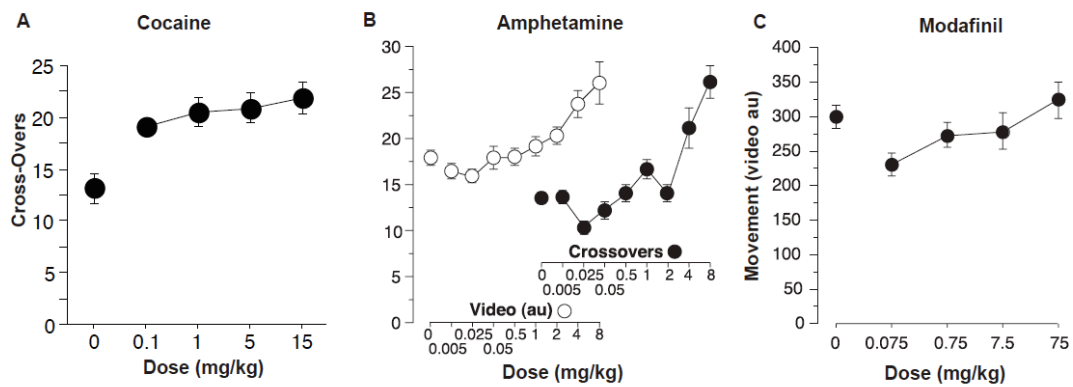 A
Cocaine
Cross-Overs
25
20
15
10
5
0
0 0.1 1 5 15
Dose (mg/kg)
B
Amphetamine
30
25
20
15
10
5
0
Crossovers
0 0.025 0.5 1 2 4 8
0.005 0.05
Video (au)
0 0.025 0.5 1 2 4 8
0.005 0.05
Dose (mg/kg)
C
Modafinil
Movement (video au)
400
350
300
250
200
150
100
50
0
0 0.075 0.75 7.5 75
Dose (mg/kg)